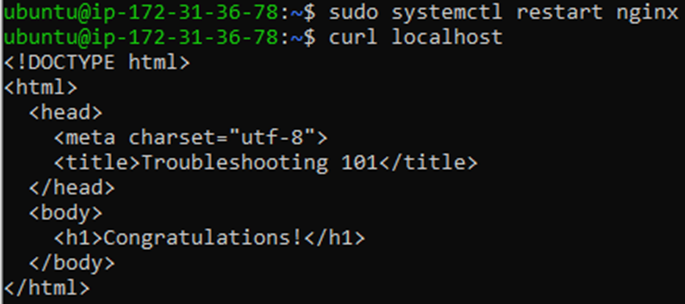 ubuntu@ip-172-31-36-78:~$ sudo systemctl restart nginx
ubuntu@ip-172-31-36-78:~$ curl localhost
<!DOCTYPE html>
<html>
  <head>
    <meta charset="utf-8">
    <title>Troubleshooting 101</title>
  </head>
  <body>
    <h1>Congratulations!</h1>
  </body>
</html>